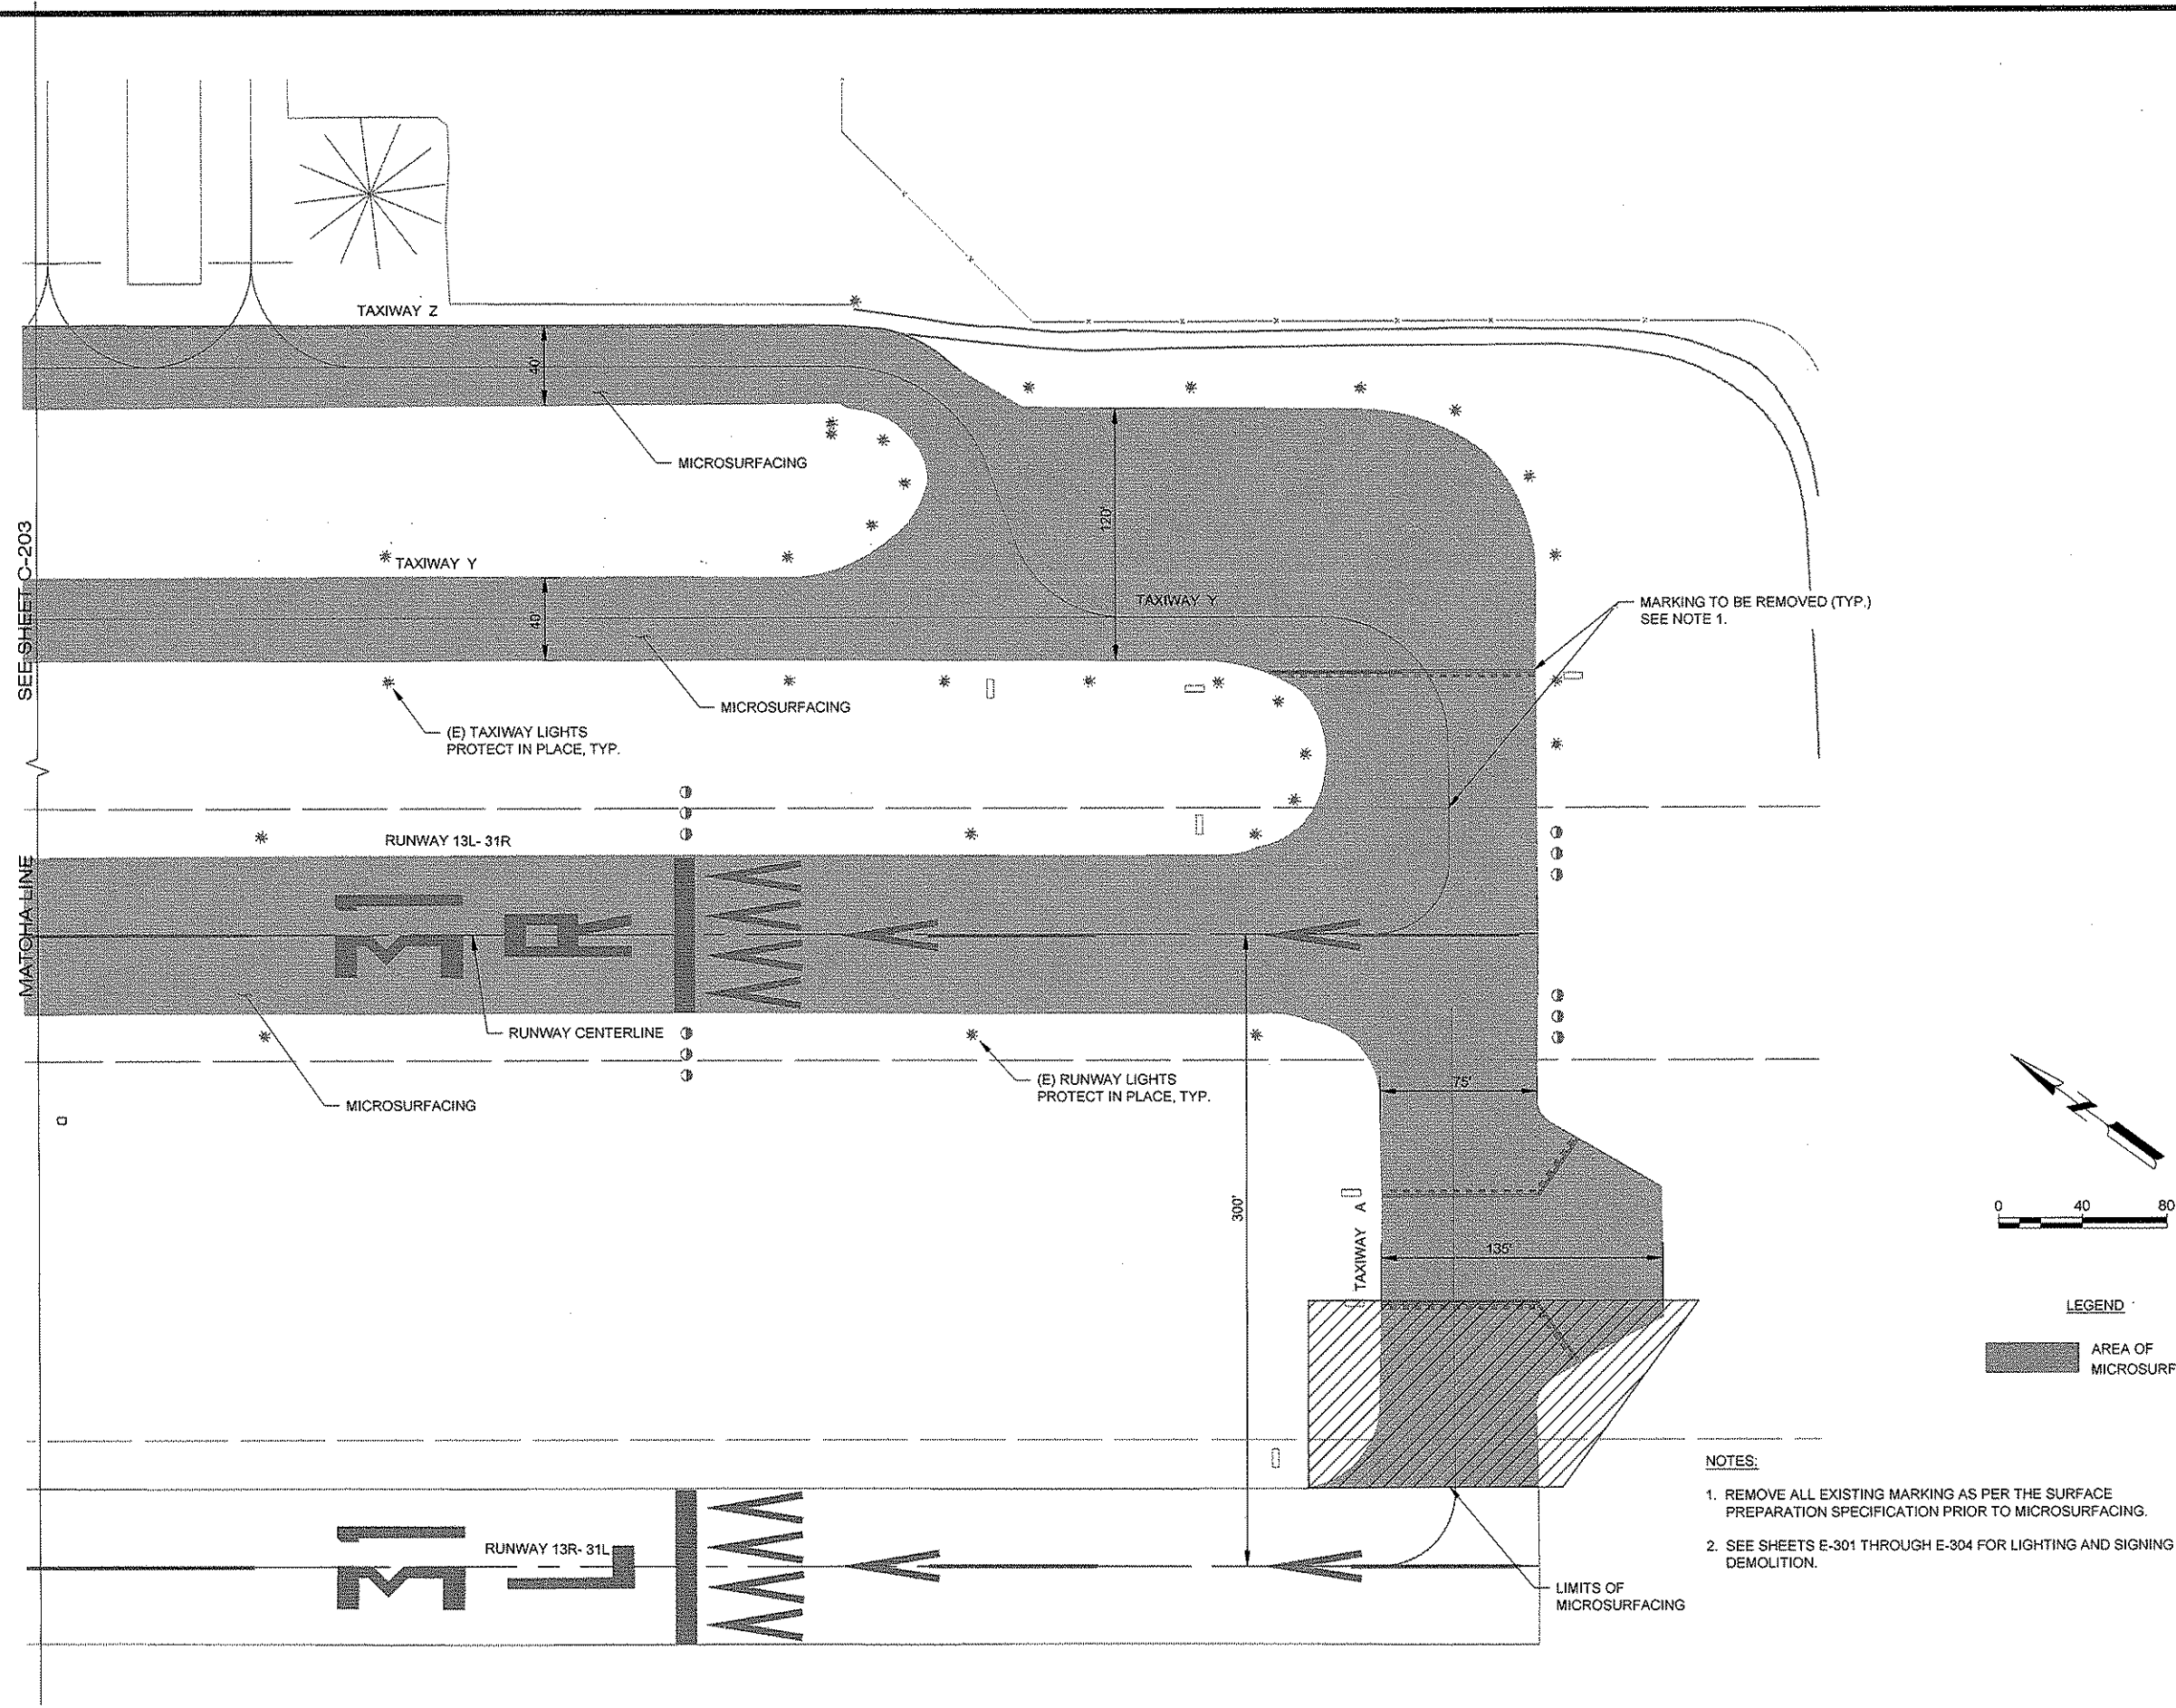 TAXIWAY Z
40'
MICROSURFACING
120'
SEE SHEET C-203
TAXIWAY Y
40'
TAXIWAY Y
MARKING TO BE REMOVED (TYP.)
SEE NOTE 1.
MICROSURFACING
(E) TAXIWAY LIGHTS
PROTECT IN PLACE, TYP.
RUNWAY 13L- 31R
MATCHA LINE
31
R
RUNWAY CENTERLINE
(E) RUNWAY LIGHTS
PROTECT IN PLACE, TYP.
75'
MICROSURFACING
300'
TAXIWAY A
135'
Z
0 40 80
LEGEND
AREA OF
MICROSURF
NOTES:
1. REMOVE ALL EXISTING MARKING AS PER THE SURFACE
PREPARATION SPECIFICATION PRIOR TO MICROSURFACING.
2. SEE SHEETS E-301 THROUGH E-304 FOR LIGHTING AND SIGNING
DEMOLITION.
RUNWAY 13R- 31L
31
L
LIMITS OF
MICROSURFACING